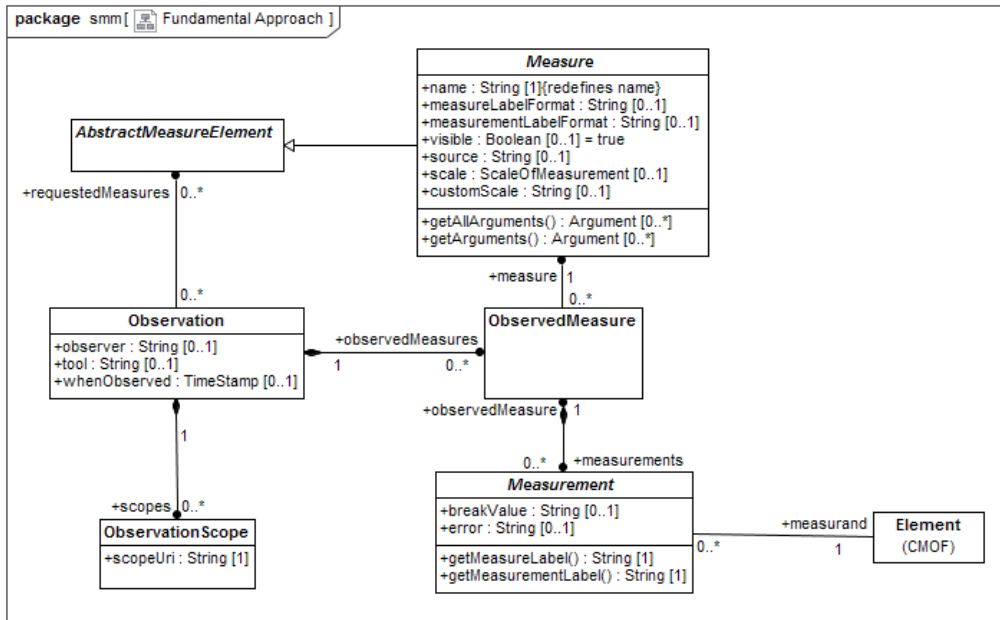 package smm [ Fundamental Approach ]
Measure
+name : String [1]{redefines name}
+measureLabelFormat : String [0..1]
+measurementLabelFormat : String [0..1]
+visible : Boolean [0..1] = true
+source : String [0..1]
+scale : ScaleOfMeasurement [0..1]
+customScale : String [0..1]
+getAllArguments() : Argument [0..*]
+getArguments() : Argument [0..*]
AbstractMeasureElement
+requestedMeasures
0..*
+measure
1
0..*
0..*
Observation
+observer : String [0..1]
+tool : String [0..1]
+whenObserved : TimeStamp [0..1]
+observedMeasures
1
0..*
ObservedMeasure
+observedMeasure
1
1
0..*
+measurements
+scopes
0..*
ObservationScope
+scopeUri : String [1]
Measurement
+breakValue : String [0..1]
+error : String [0..1]
+getMeasureLabel() : String [1]
+getMeasurementLabel() : String [1]
+measurand
0..*
1
Element
(CMOF)